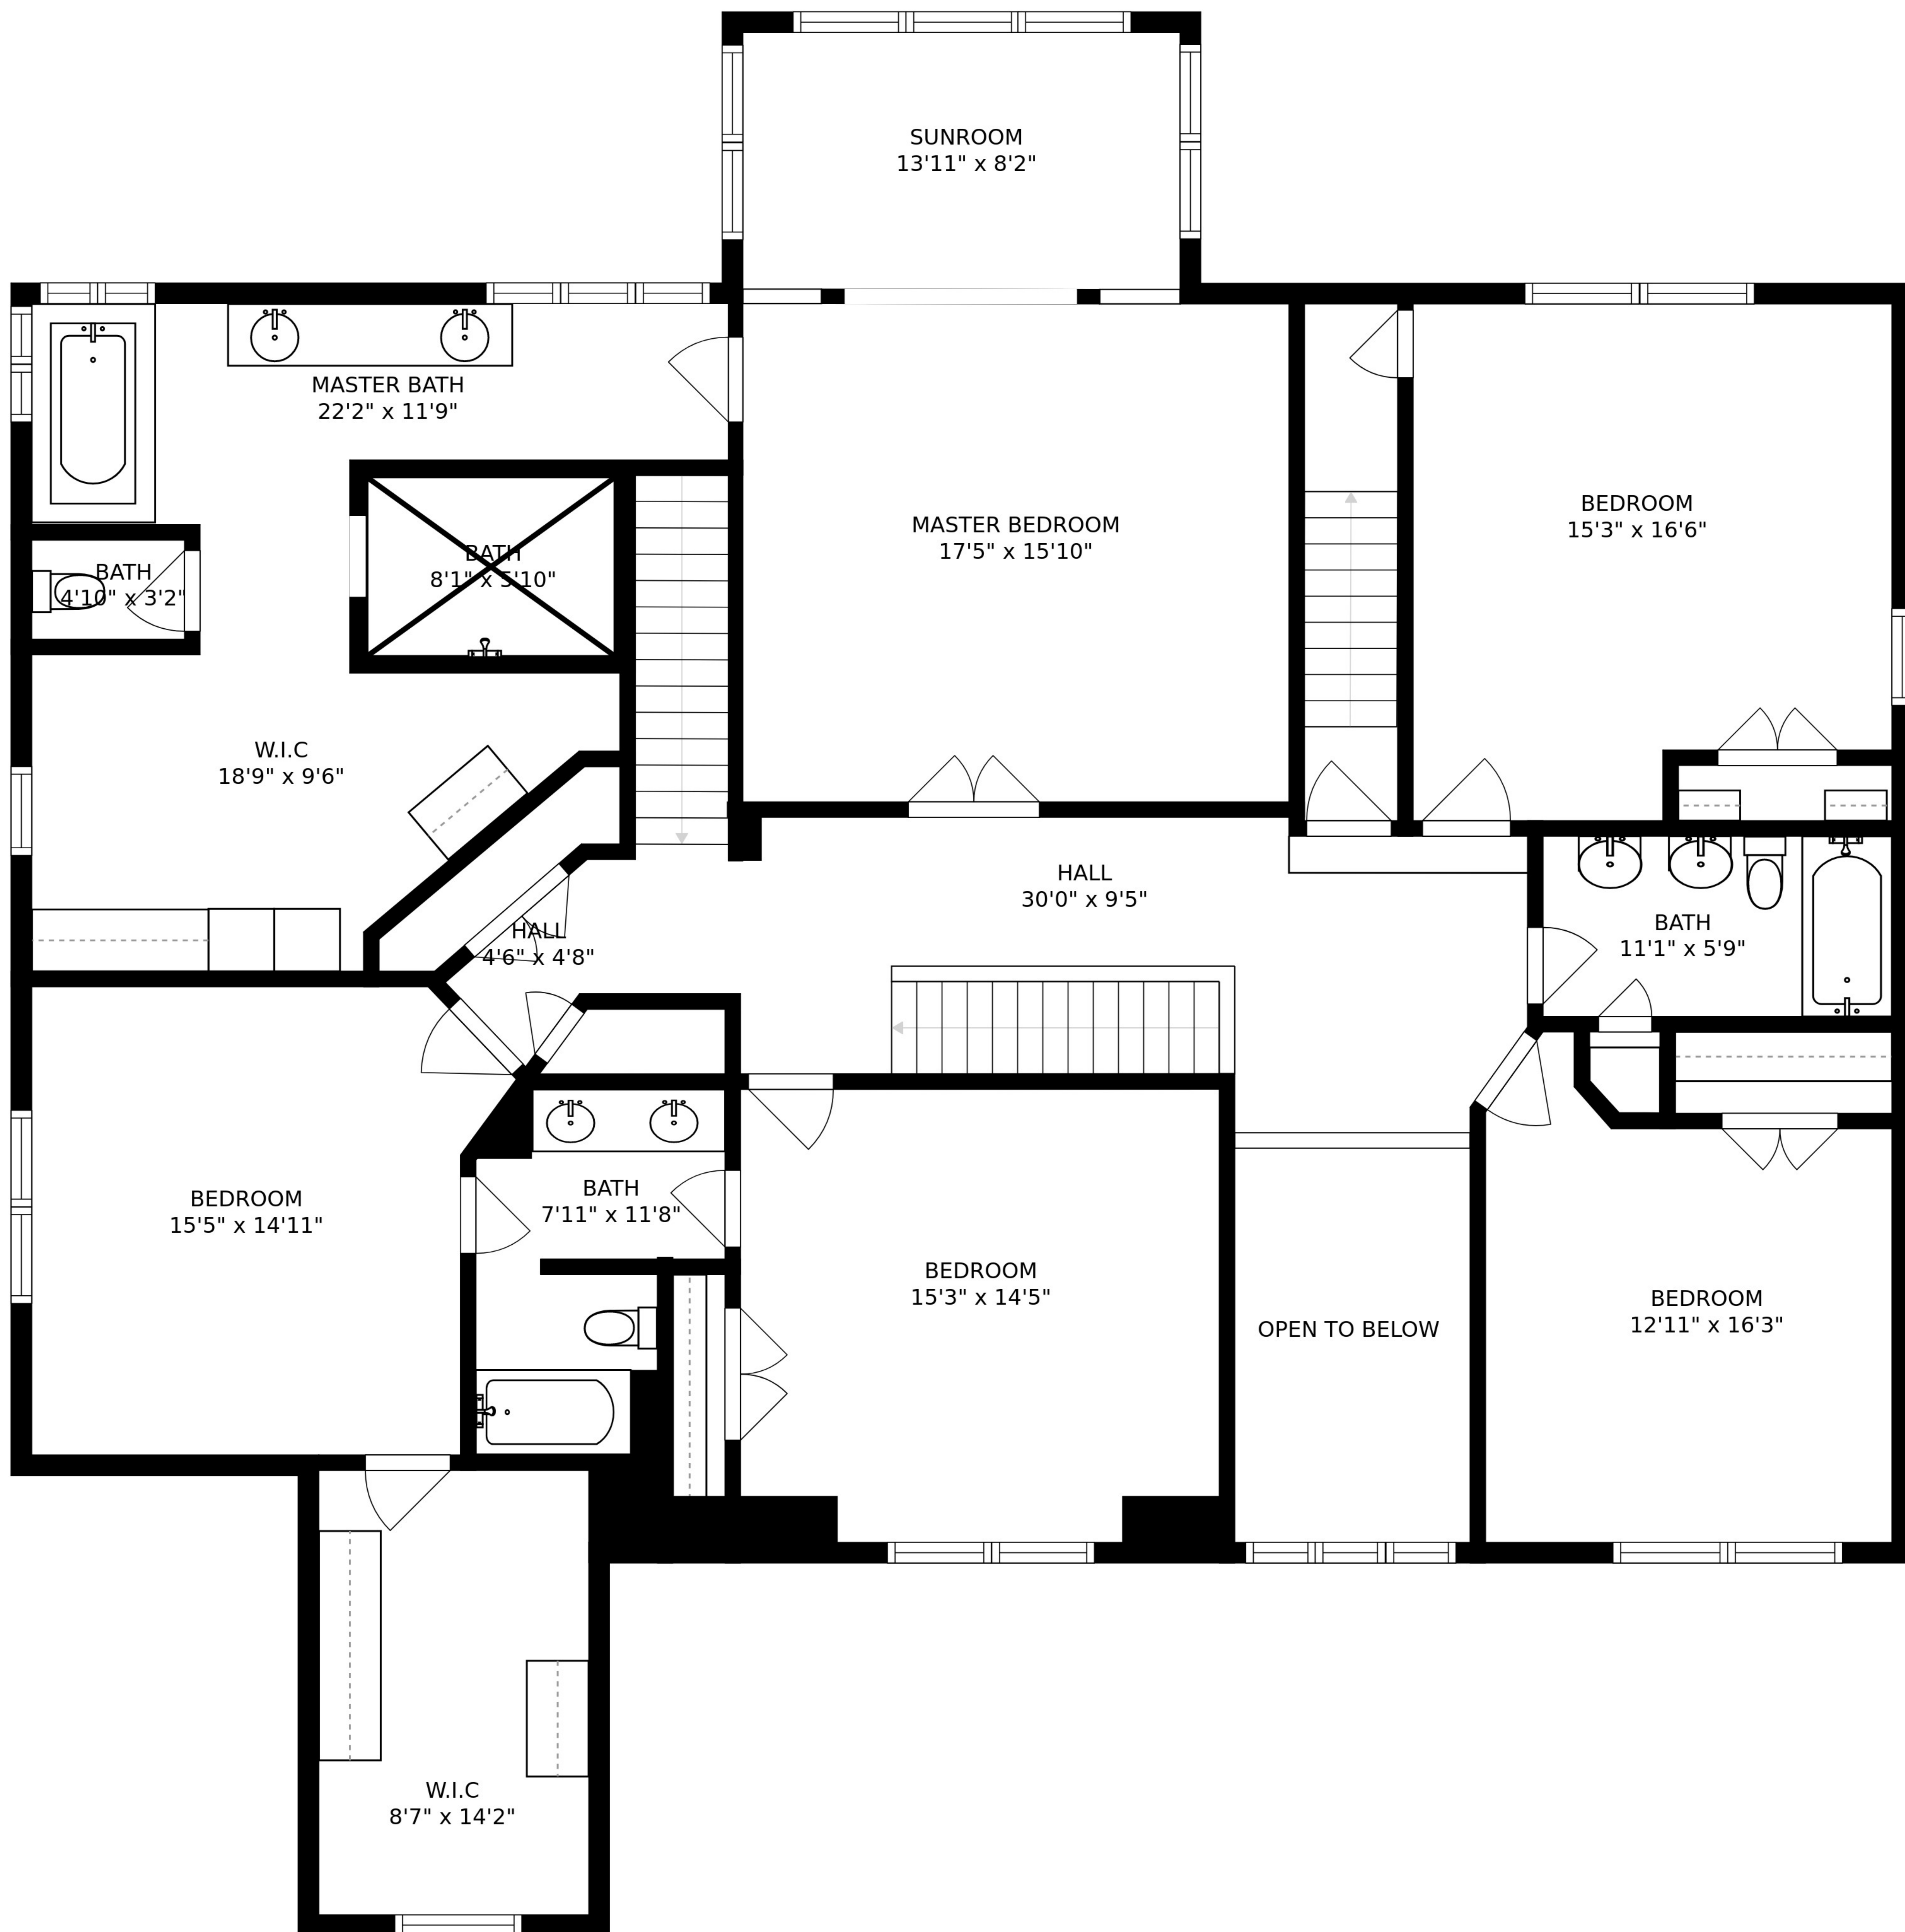 SUNROOM
13'11" x 8'2"
MASTER BATH
22'2" x 11'9"
BEDROOM
15'3" x 16'6"
MASTER BEDROOM
17'5" x 15'10"
BATH
8'1" x 5'10"
BATH
4'10" x 3'2"
W.I.C
18'9" x 9'6"
HALL
30'0" x 9'5"
HALL
4'6" x 4'8"
BATH
11'1" x 5'9"
BEDROOM
15'5" x 14'11"
BATH
7'11" x 11'8"
BEDROOM
15'3" x 14'5"
OPEN TO BELOW
BEDROOM
12'11" x 16'3"
W.I.C
8'7" x 14'2"